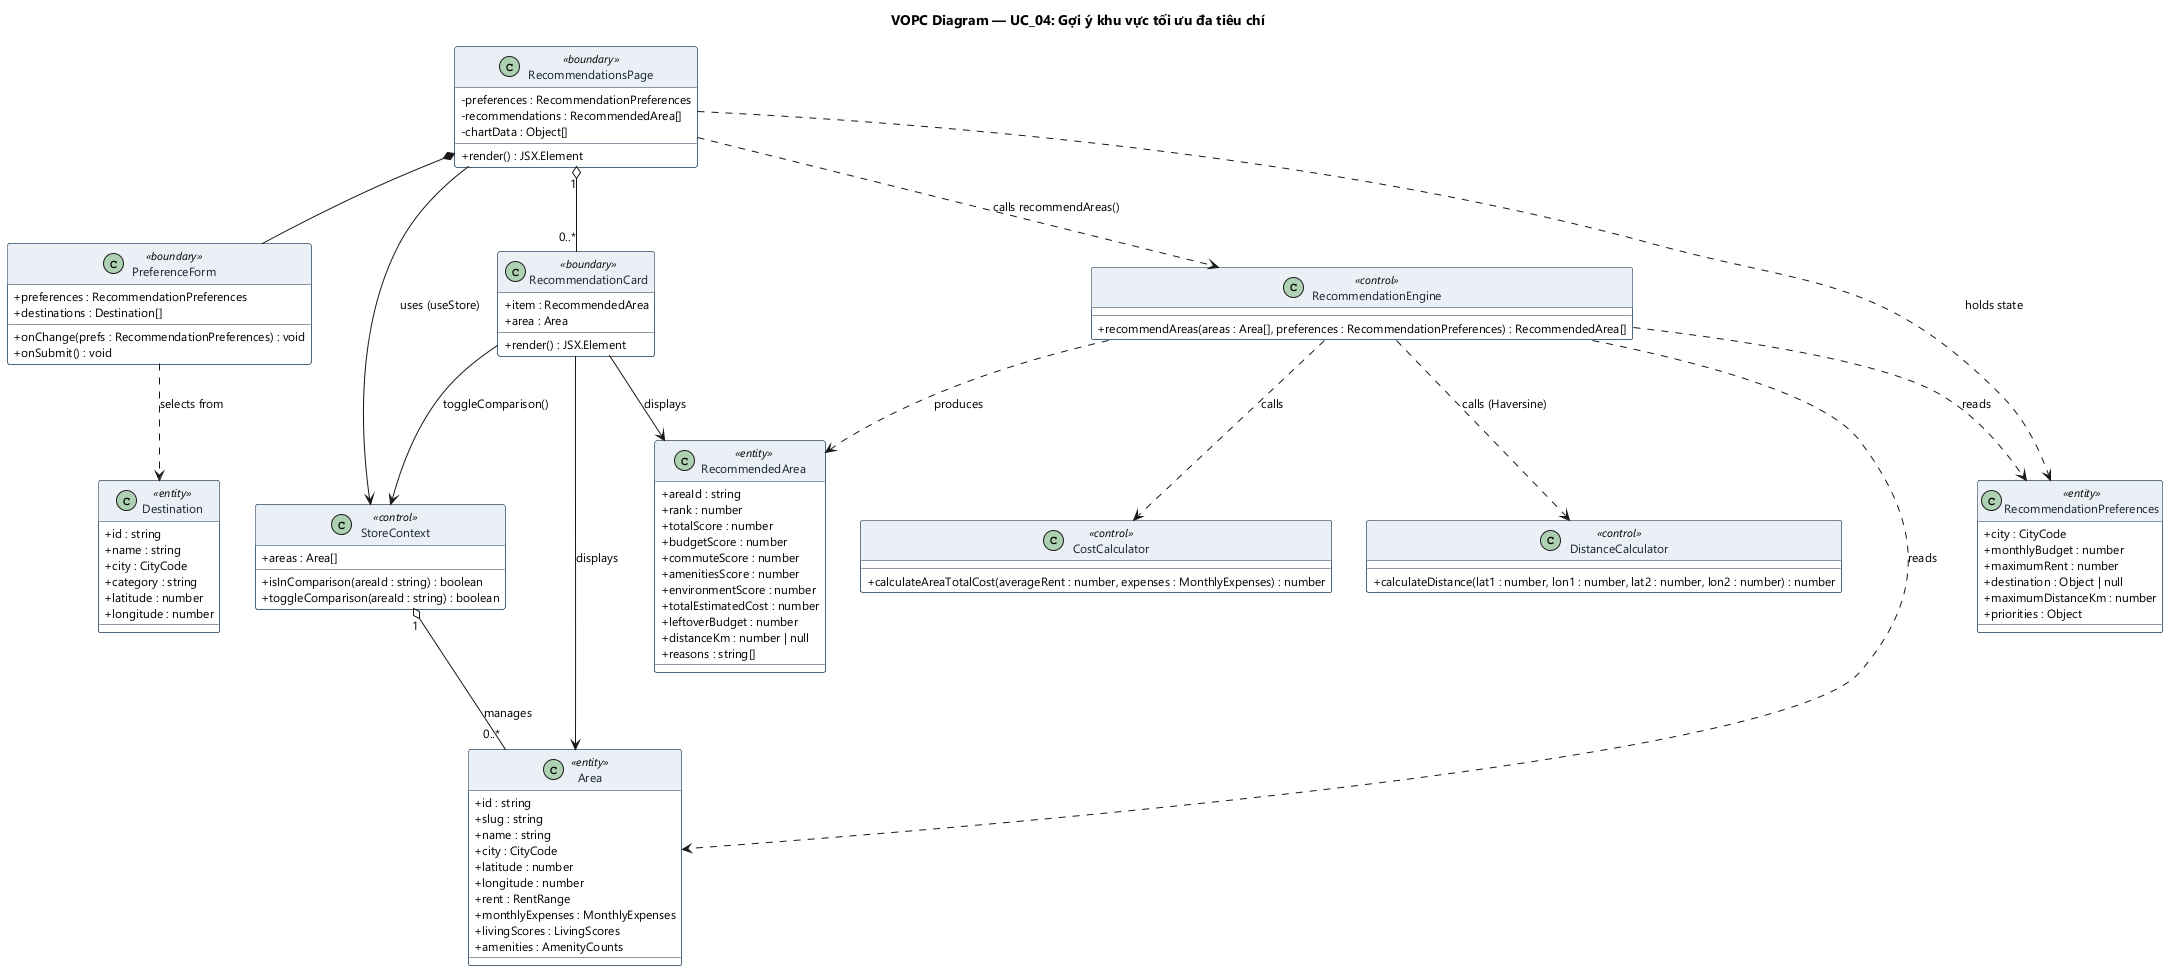 VOPC Diagram — UC_04: Gợi ý khu vực tối ưu đa tiêu chí
C
«boundary»
RecommendationsPage
-preferences : RecommendationPreferences
-recommendations : RecommendedArea[]
-chartData : Object[]
+render() : JSX.Element
1
0..*
calls recommendAreas()
holds state
uses (useStore)
C
«boundary»
PreferenceForm
+preferences : RecommendationPreferences
+destinations : Destination[]
+onChange(prefs : RecommendationPreferences) : void
+onSubmit() : void
C
«boundary»
RecommendationCard
+item : RecommendedArea
+area : Area
+render() : JSX.Element
C
«control»
RecommendationEngine
+recommendAreas(areas : Area[], preferences : RecommendationPreferences) : RecommendedArea[]
selects from
toggleComparison()
displays
produces
calls
calls (Haversine)
reads
C
«entity»
Destination
+id : string
+name : string
+city : CityCode
+category : string
+latitude : number
+longitude : number
C
«control»
StoreContext
+areas : Area[]
+isInComparison(areaId : string) : boolean
+toggleComparison(areaId : string) : boolean
1
displays
C
«entity»
RecommendedArea
+areaId : string
+rank : number
+totalScore : number
+budgetScore : number
+commuteScore : number
+amenitiesScore : number
+environmentScore : number
+totalEstimatedCost : number
+leftoverBudget : number
+distanceKm : number | null
+reasons : string[]
C
«control»
CostCalculator
+calculateAreaTotalCost(averageRent : number, expenses : MonthlyExpenses) : number
C
«control»
DistanceCalculator
+calculateDistance(lat1 : number, lon1 : number, lat2 : number, lon2 : number) : number
reads
C
«entity»
RecommendationPreferences
+city : CityCode
+monthlyBudget : number
+maximumRent : number
+destination : Object | null
+maximumDistanceKm : number
+priorities : Object
manages
0..*
C
«entity»
Area
+id : string
+slug : string
+name : string
+city : CityCode
+latitude : number
+longitude : number
+rent : RentRange
+monthlyExpenses : MonthlyExpenses
+livingScores : LivingScores
+amenities : AmenityCounts